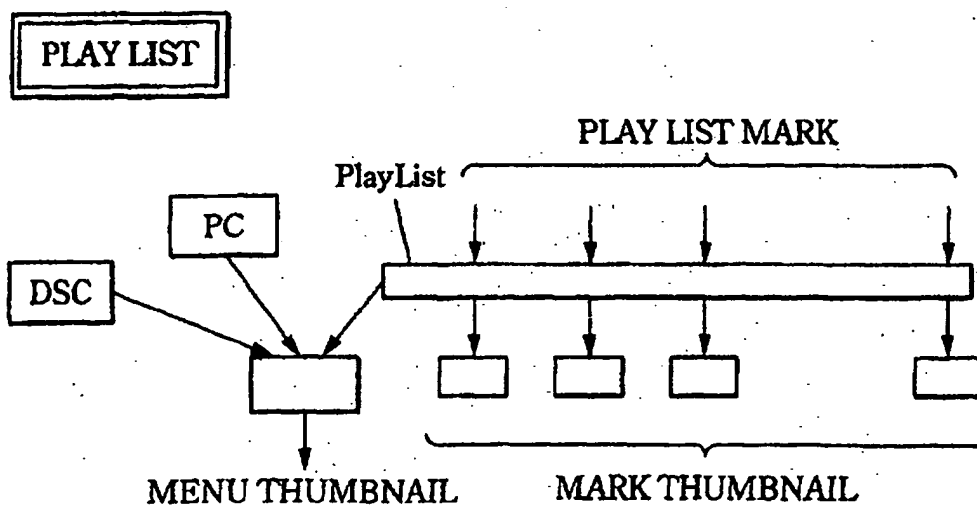 PLAY LIST
PLAY LIST MARK
PlayList
PC
DSC
MENU THUMBNAIL
MARK THUMBNAIL